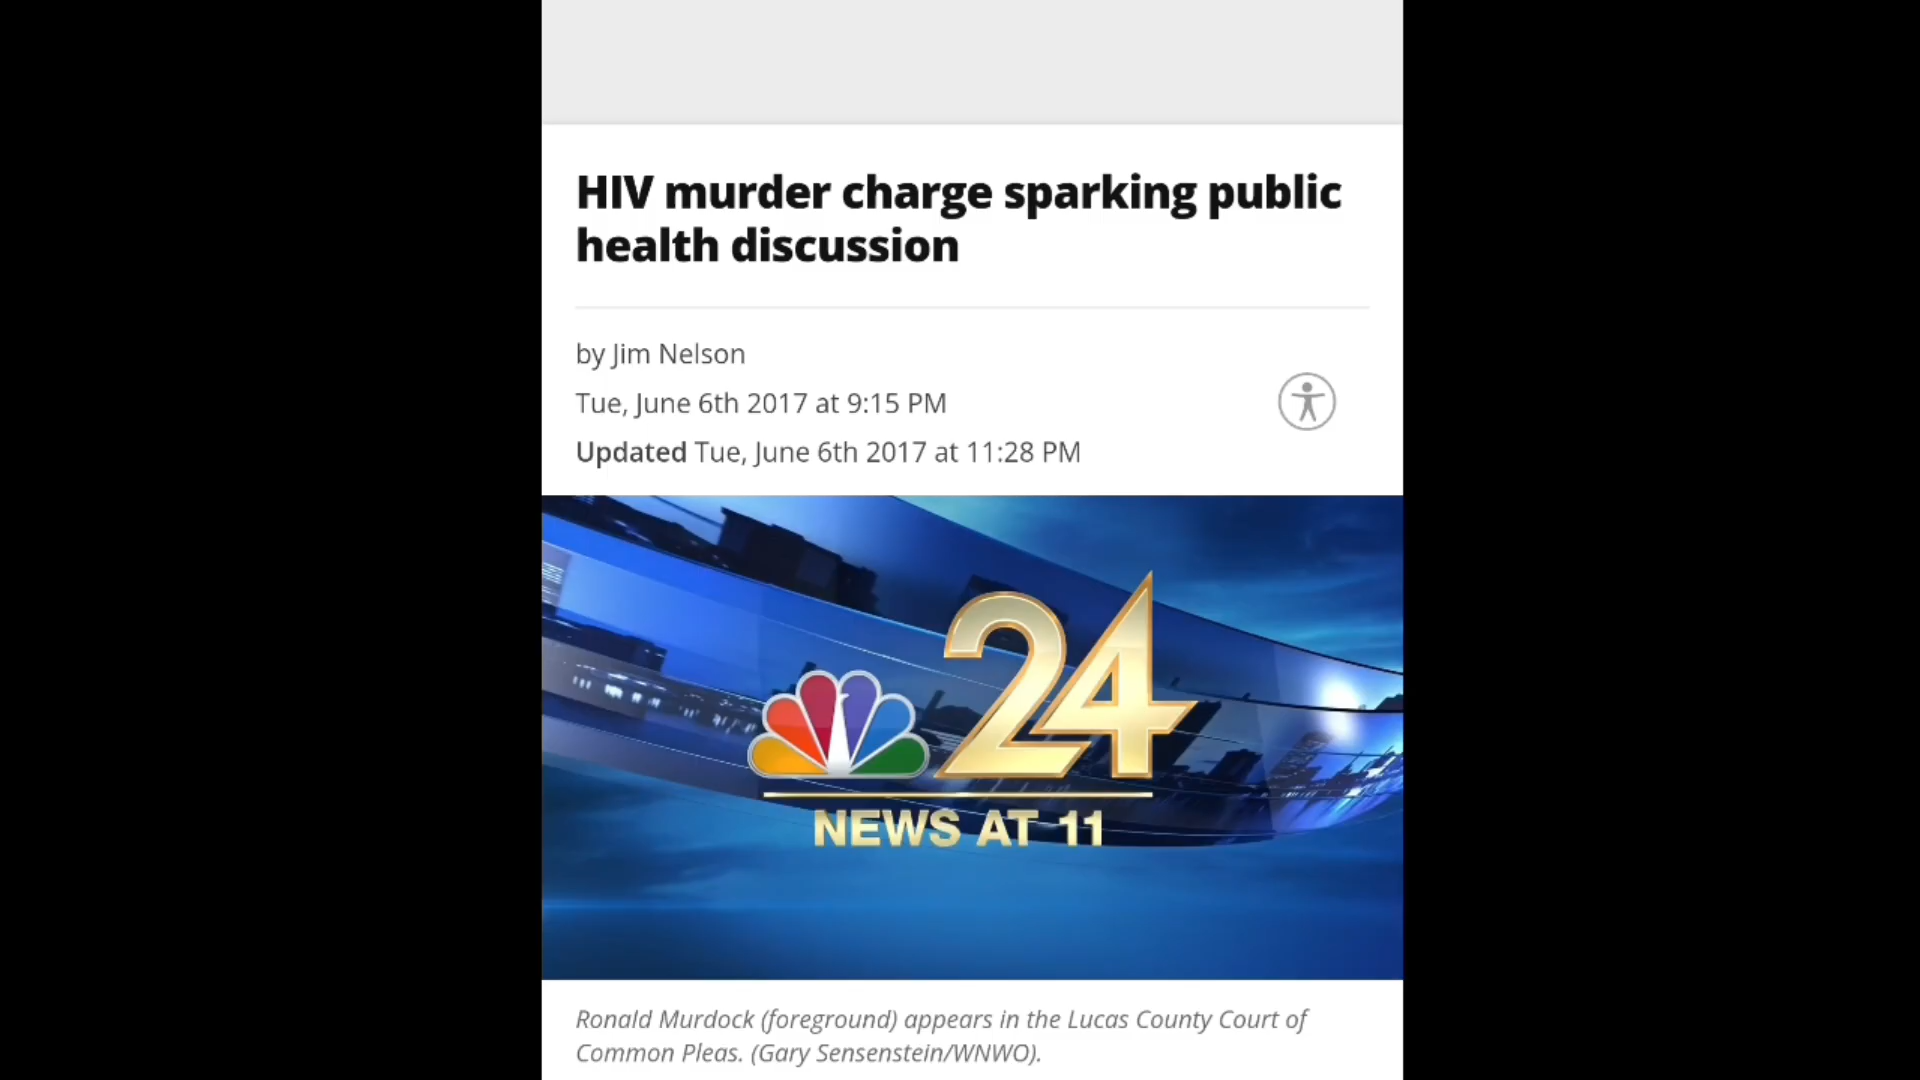 HIV murder charge sparking public
health discussion
by Jim Nelson
Tue, June 6th 2017 at 9:15 PM
Updated Tue, June 6th 2017 at 11:28 PM
24
NEWS AT 11
Ronald Murdock (foreground) appears in the Lucas County Court of
Common Pleas. (Gary Sensenstein/WNWO).